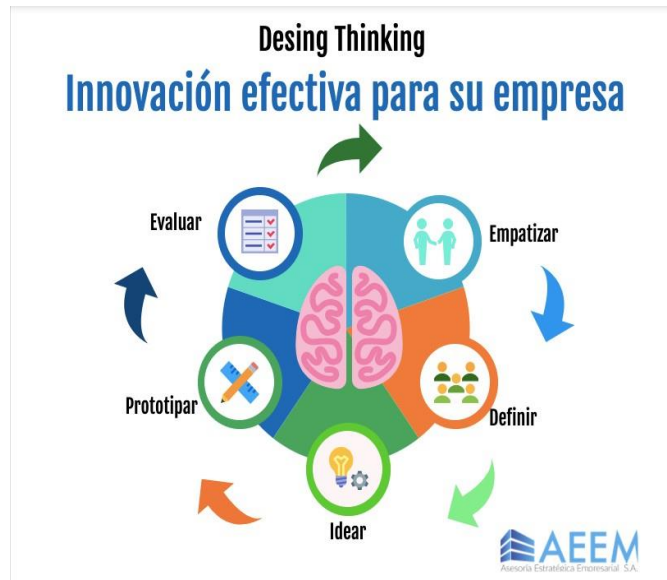 Desing Thinking
Innovación efectiva para su empresa
Evaluar
Empatizar
Prototipar
Definir
Idear
AEEM
Asesoría Estratégica Empresarial S.A.